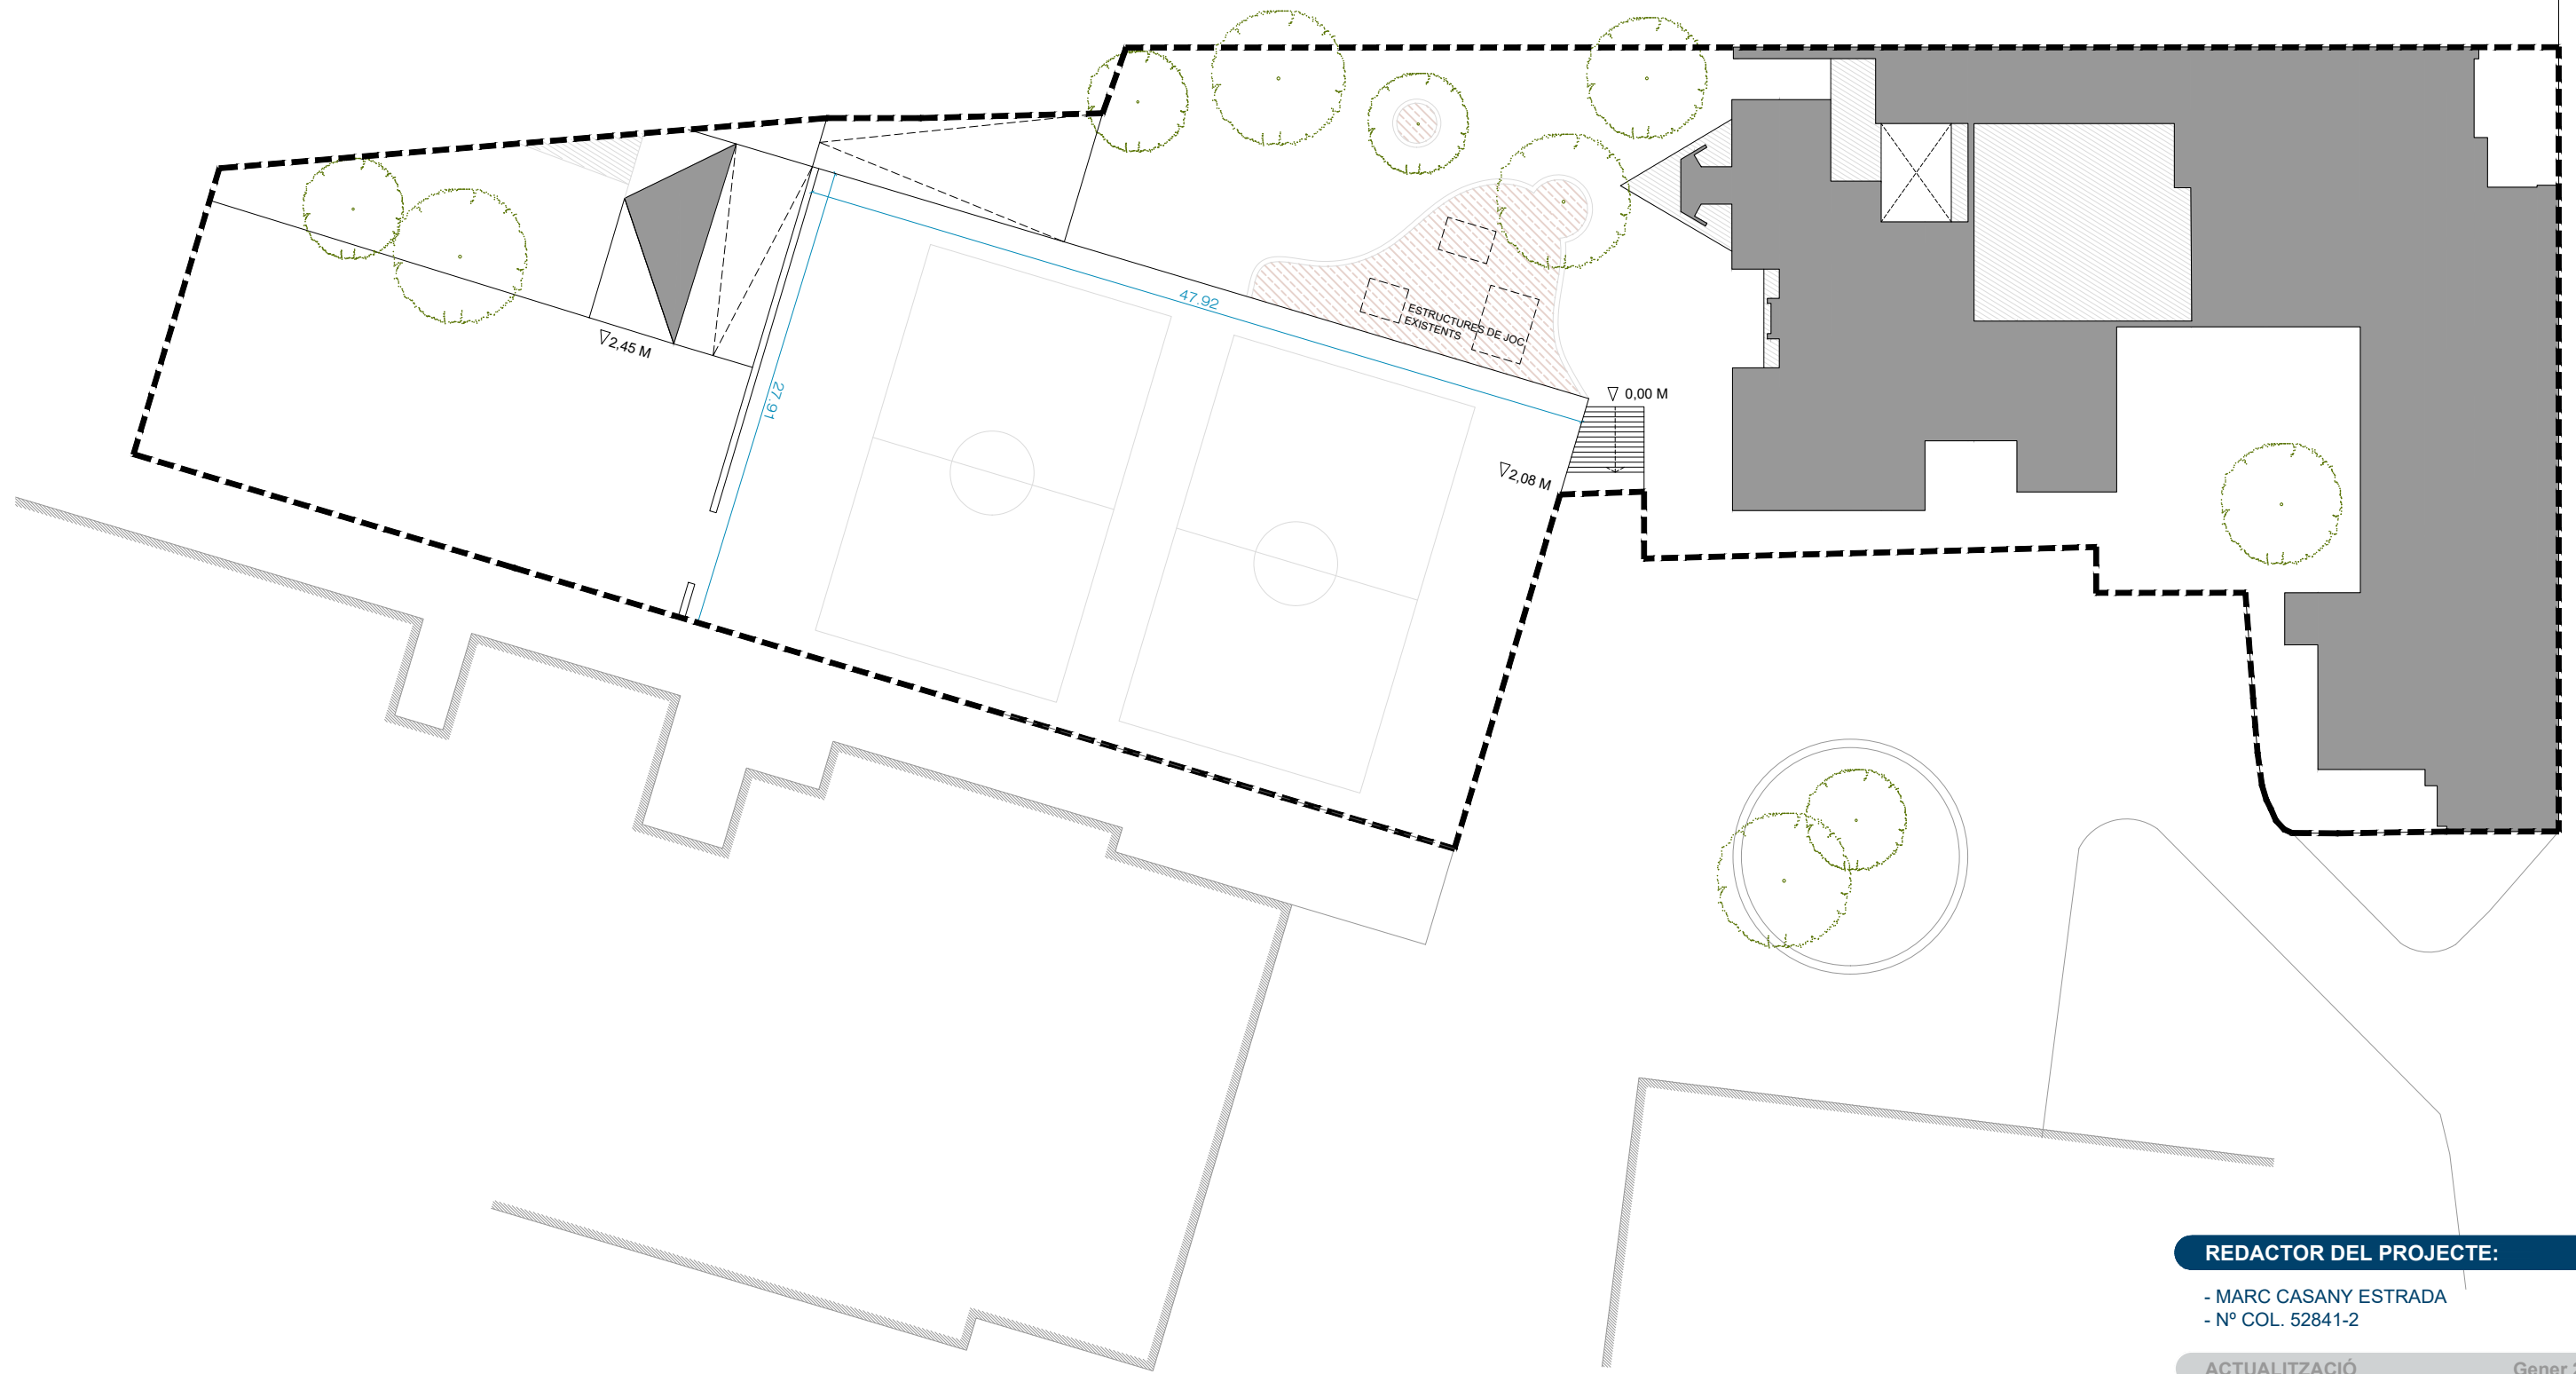 47.92
ESTRUCTURES DE JOC
EXISTENTS
2,45 M
27.91
0,00 M
2,08 M
REDACTOR DEL PROJECTE:
- MARC CASANY ESTRADA
- Nº COL. 52841-2
ACTUALITZACIÓ Gener